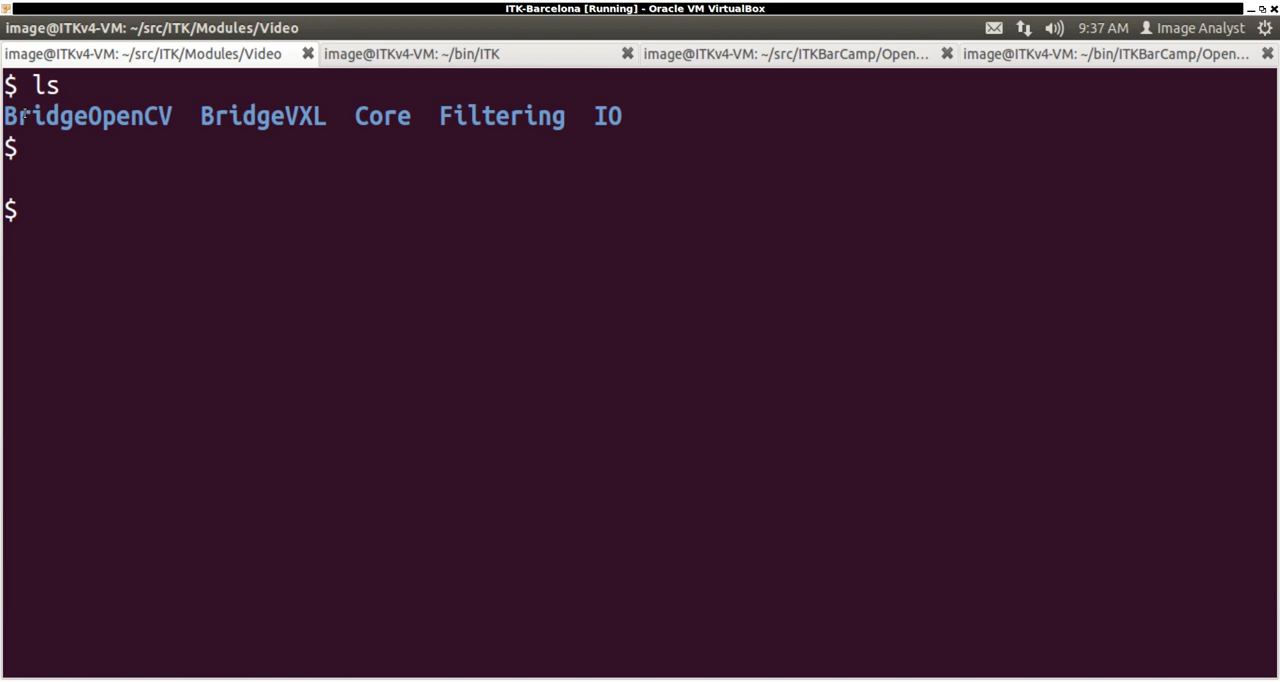 ITK-Barcelona [Running] - Oracle VM VirtualBox
image@ITKv4-VM: ~/src/ITK/Modules/Video 9:37 AM Image Analyst
image@ITKv4-VM: ~/src/ITK/Modules/Video image@ITKv4-VM: ~/bin/ITK image@ITKv4-VM: ~/src/ITKBarCamp/Open... image@ITKv4-VM: ~/bin/ITKBarCamp/Open...
$ ls
BridgeOpenCV BridgeVXL Core Filtering IO
$
$